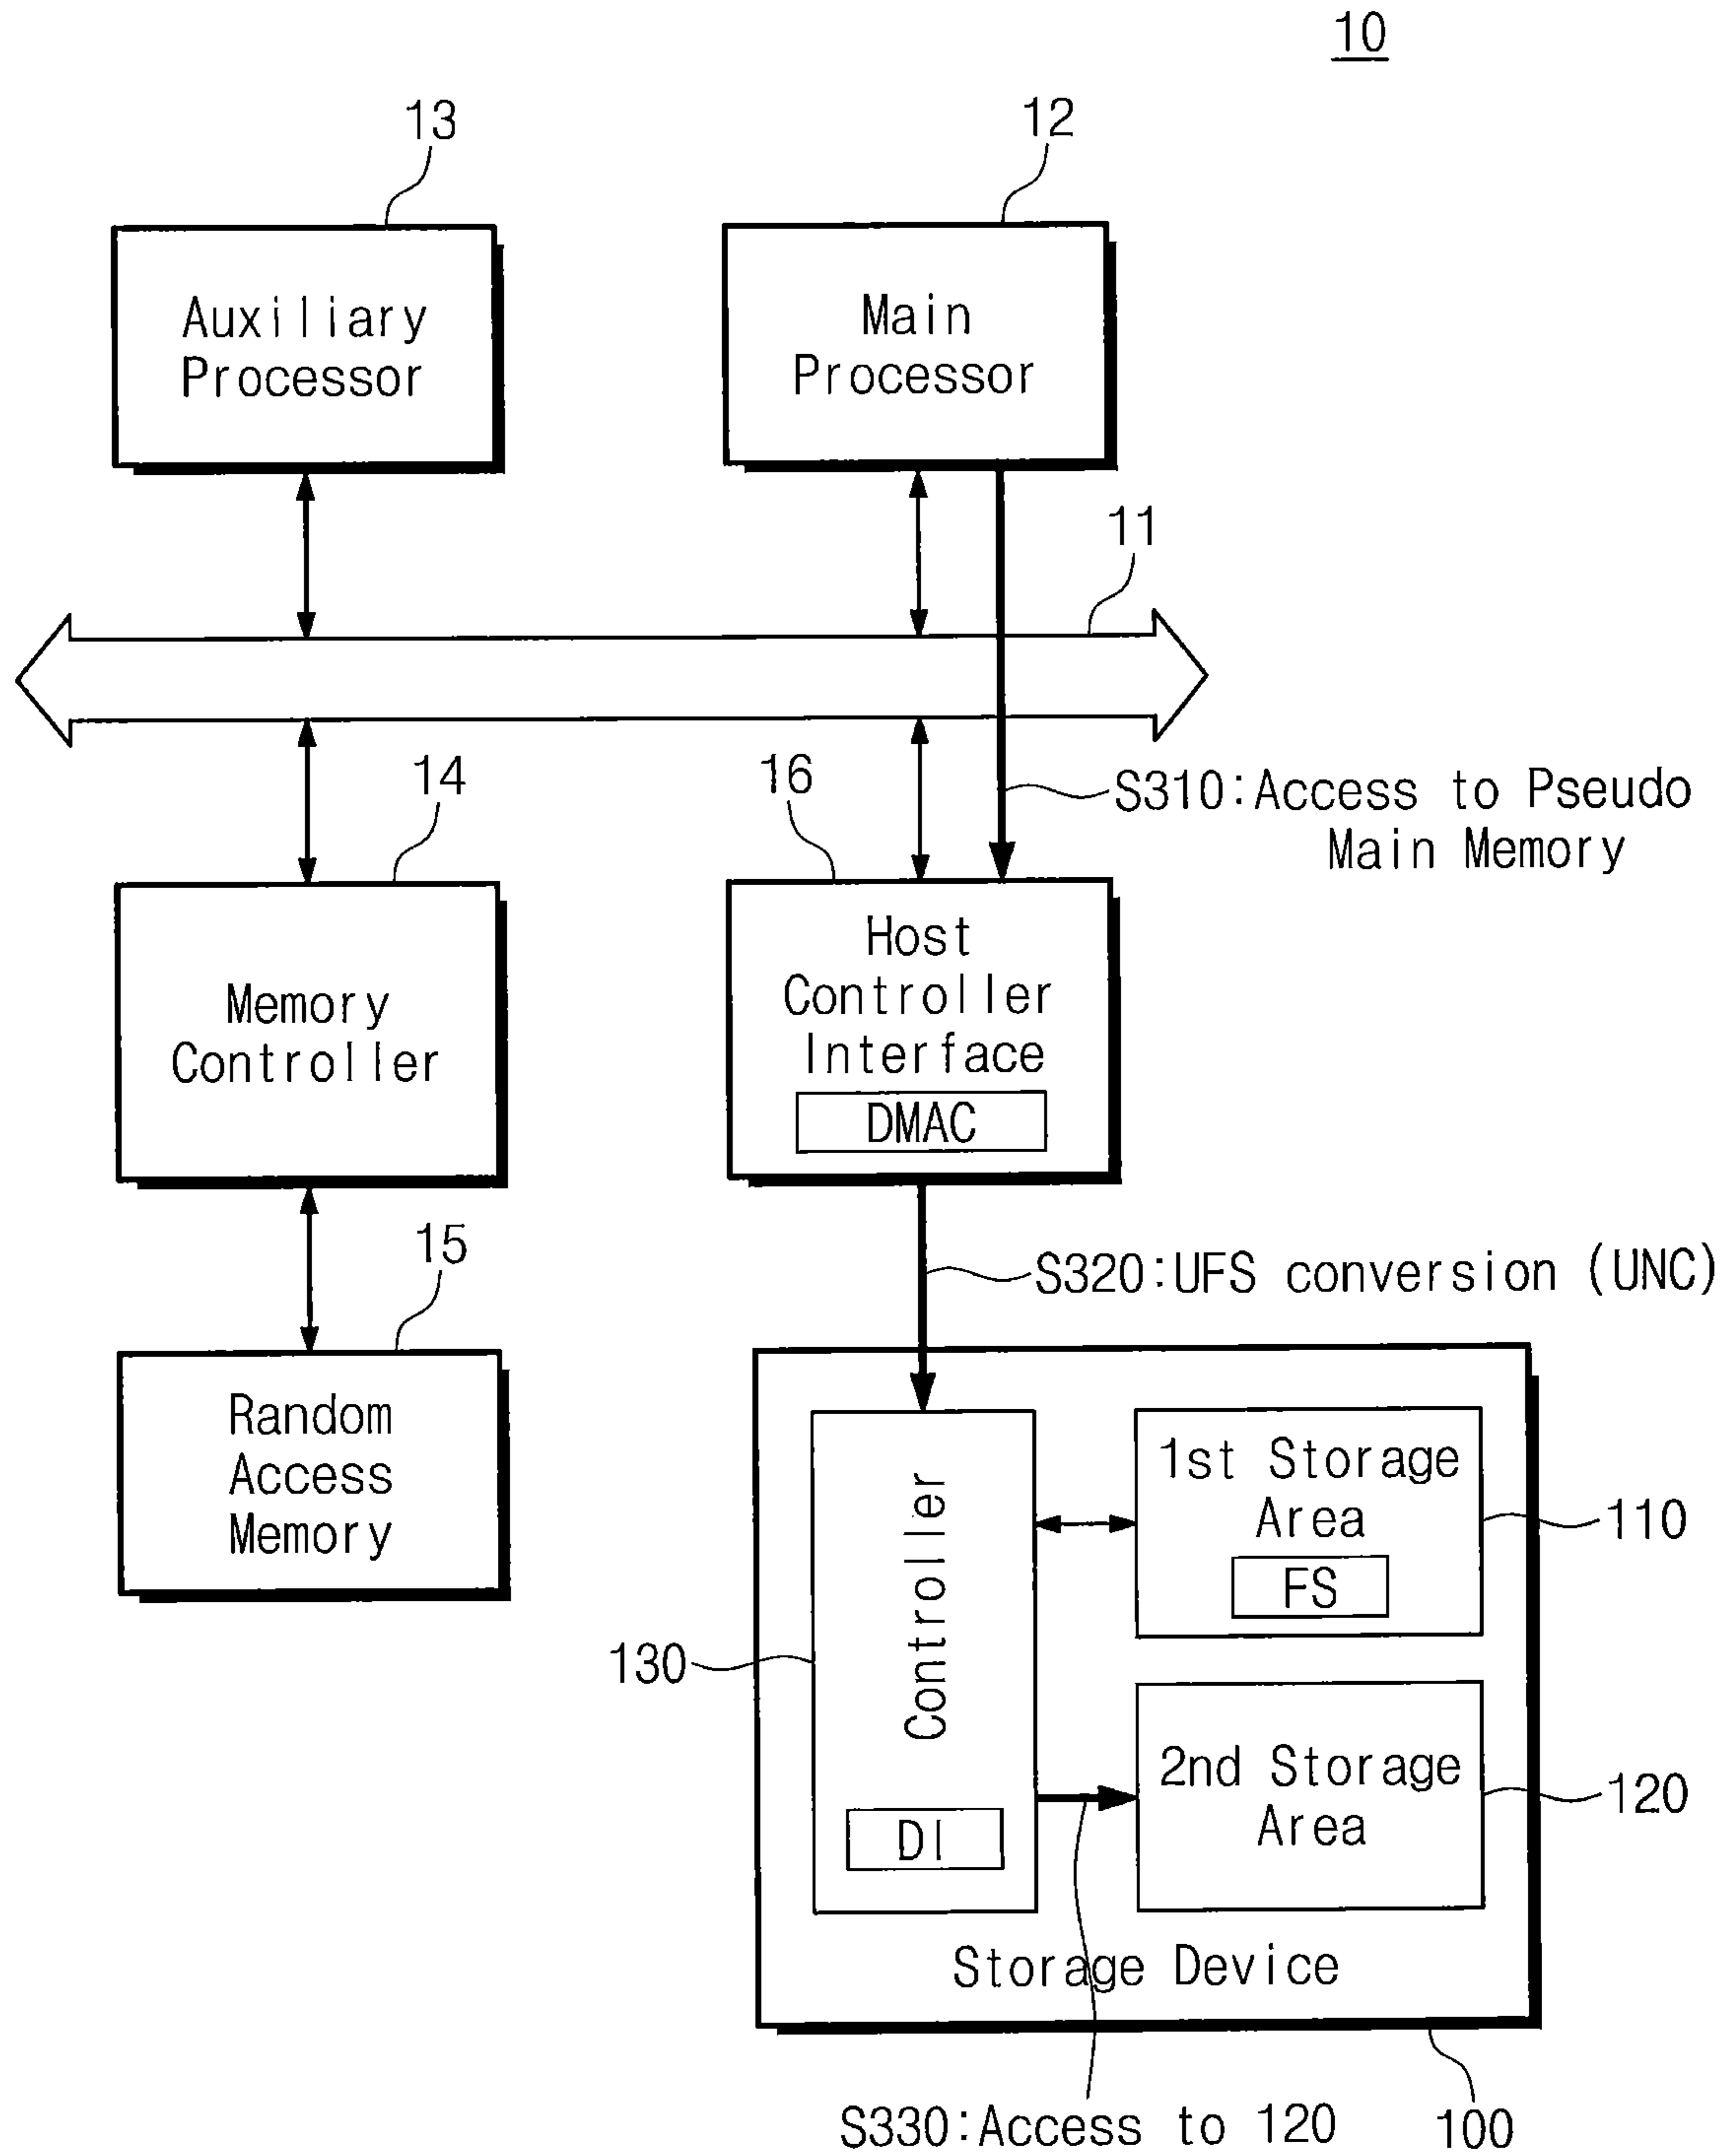 10
13
12
Auxiliary
Processor
Main
Processor
11
14
16
S310:Access to Pseudo
Main Memory
Memory
Controller
Host
Controller
Interface
DMAC
15
S320:UFS conversion (UNC)
Random
Access
Memory
Controller
DI
1st Storage
Area
FS
110
130
2nd Storage
Area
120
Storage Device
S330:Access to 120
100